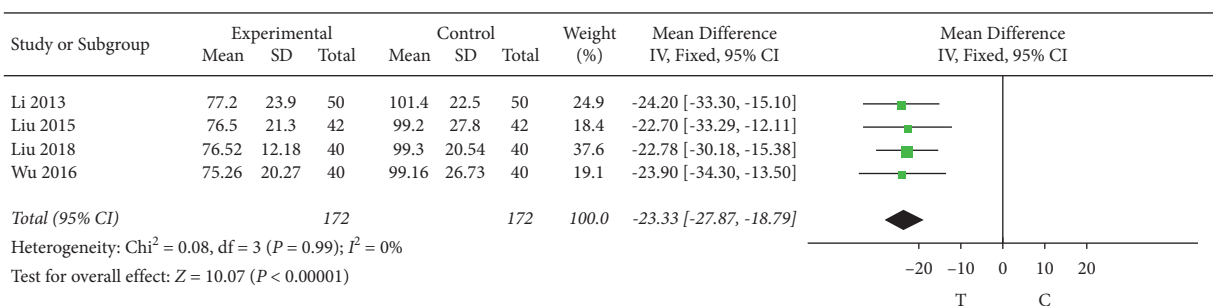 Study or Subgroup Experimental Control Weight Mean Difference Mean Difference
Mean SD Total Mean SD Total (%) IV, Fixed, 95% CI IV, Fixed, 95% CI
Li 2013 77.2 23.9 50 101.4 22.5 50 24.9 -24.20 [-33.30, -15.10]
Liu 2015 76.5 21.3 42 99.2 27.8 42 18.4 -22.70 [-33.29, -12.11]
Liu 2018 76.52 12.18 40 99.3 20.54 40 37.6 -22.78 [-30.18, -15.38]
Wu 2016 75.26 20.27 40 99.16 26.73 40 19.1 -23.90 [-34.30, -13.50]
Total (95% CI) 172 172 100.0 -23.33 [-27.87, -18.79]
Heterogeneity: Chi² = 0.08, df = 3 (P = 0.99); I² = 0%
Test for overall effect: Z = 10.07 (P < 0.00001)
−20 −10 0 10 20
T C